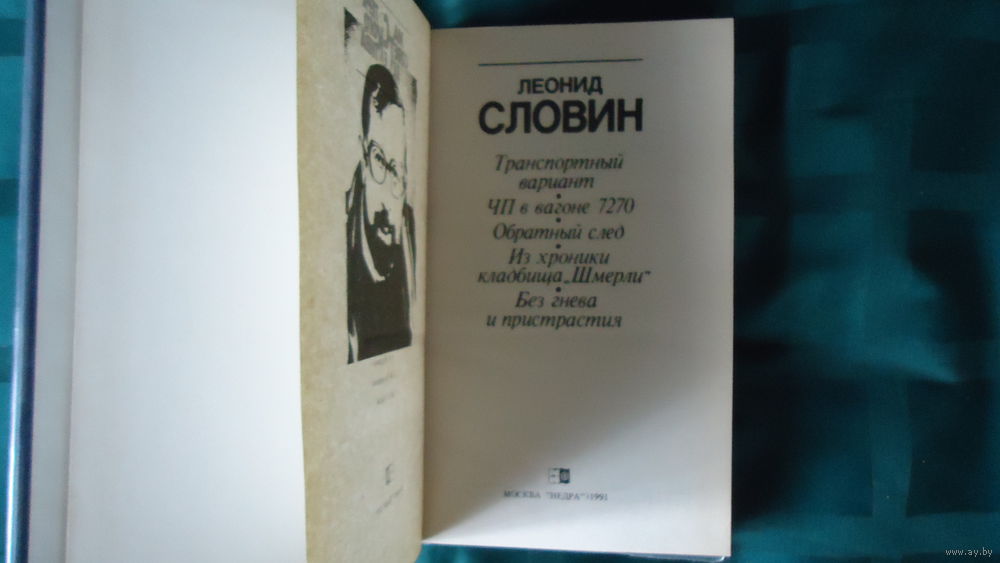 ЛЕОНИД
СЛОВИН
Транспортный
вариант
ЧП в вагоне 7270
Обратный след
Из хроники
кладбища „Шмерли“
Без гнева
и пристрастия
МОСКВА "НЕДРА" 1991
www.ay.by